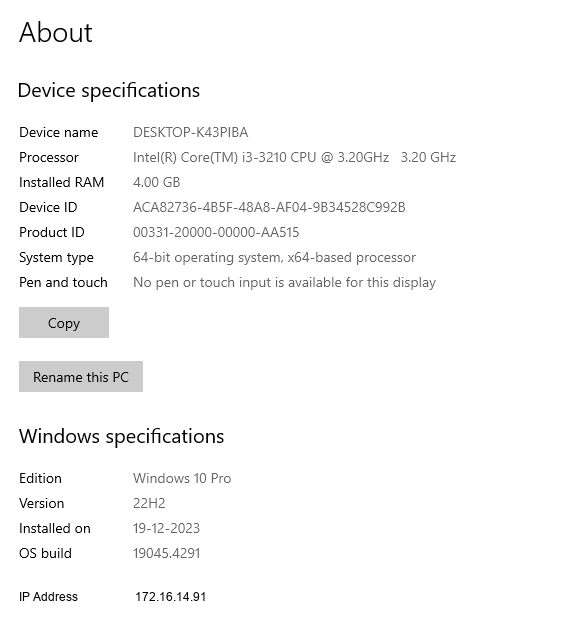 About
Device specifications
Device name DESKTOP-K43PIBA
Processor Intel(R) Core(TM) i3-3210 CPU @ 3.20GHz 3.20 GHz
Installed RAM 4.00 GB
Device ID ACA82736-4B5F-48A8-AF04-9B34528C992B
Product ID 00331-20000-00000-AA515
System type 64-bit operating system, x64-based processor
Pen and touch No pen or touch input is available for this display
Copy
Rename this PC
Windows specifications
Edition Windows 10 Pro
Version 22H2
Installed on 19-12-2023
OS build 19045.4291
IP Address 172.16.14.91